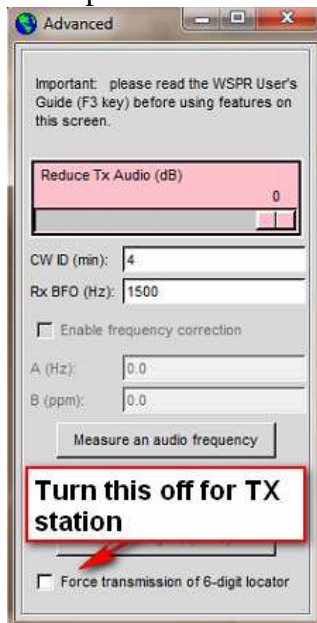 Advanced
Important: please read the WSPR User's
Guide (F3 key) before using features on
this screen.
Reduce Tx Audio (dB)
0
CW ID (min): 4
Rx BFO (Hz): 1500
Enable frequency correction
A (Hz): 0.0
B (ppm): 0.0
Measure an audio frequency
Turn this off for TX
station
Force transmission of 6-digit locator